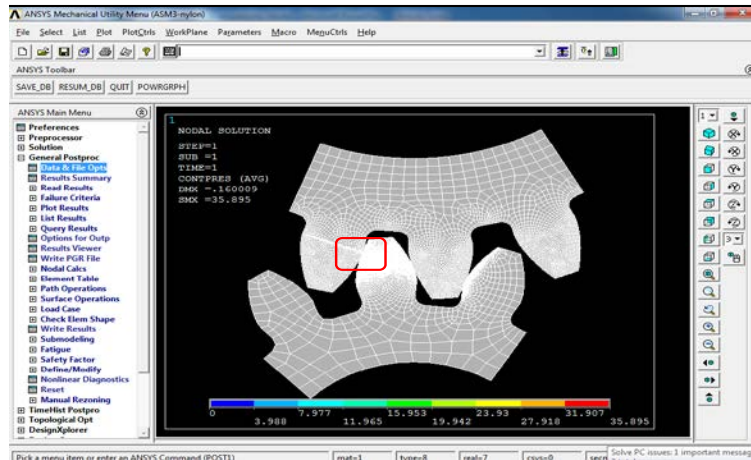 ANSYS Mechanical Utility Menu (ASM3-nylon)
File Select List Plot PlotCtrls WorkPlane Parameters Macro MenuCtrls Help
ANSYS Toolbar
SAVE_DB RESUM_DB QUIT POWRGRPH
ANSYS Main Menu
Preferences
Preprocessor
Solution
General Postproc
Data & File Opts
Results Summary
Read Results
Failure Criteria
Plot Results
List Results
Query Results
Options for Outp
Results Viewer
Write PGR File
Nodal Calcs
Element Table
Path Operations
Surface Operations
Load Case
Check Elem Shape
Write Results
Submodeling
Fatigue
Safety Factor
Define/Modify
Nonlinear Diagnostics
Reset
Manual Rezoning
TimeHist Postpro
Topological Opt
DesignXplorer
1
NODAL SOLUTION
STEP=1
SUB =1
TIME=1
CONTPRES (AVG)
DMX =.160009
SMX =35.895
0 7.977 15.953 23.93 31.907
3.988 11.965 19.942 27.918 35.895
1
3
Pick a menu item or enter an ANSYS Command (POST1)
mat=1 type=8 real=7 csys=0 secn
Solve PC issues: 1 important messag